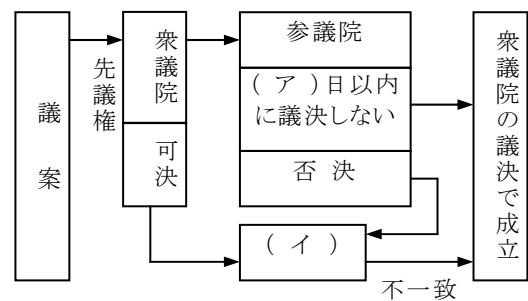 議案
先議権
衆議院
可決
参議院
(ア)日以内
に議決しない
否決
(イ)
不一致
衆議院の議決で成立